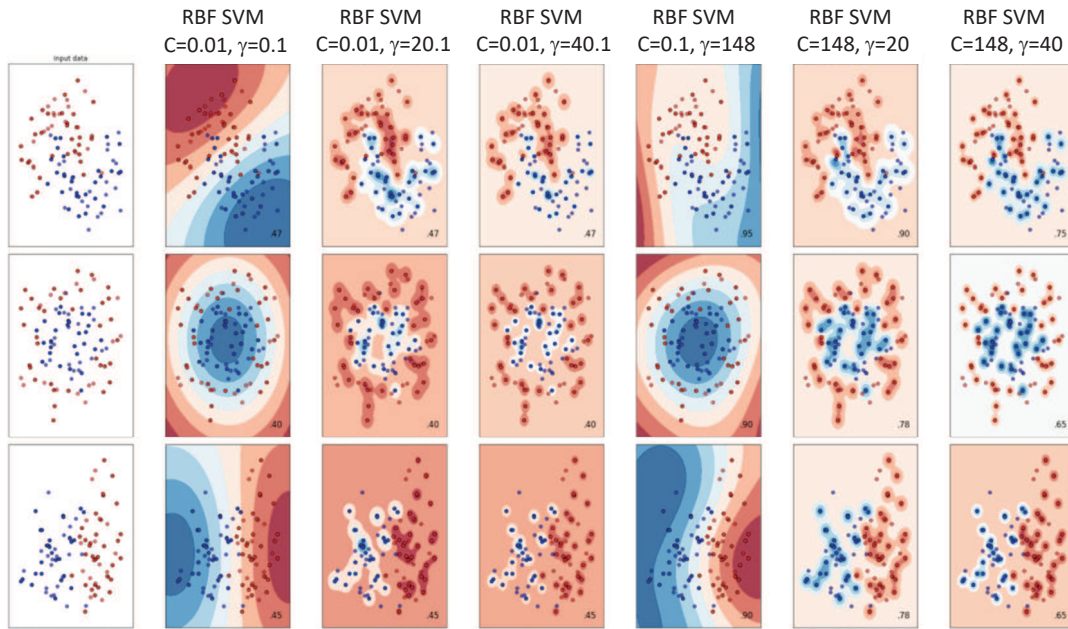 RBF SVM
C=0.01, γ=0.1
RBF SVM
C=0.01, γ=20.1
RBF SVM
C=0.01, γ=40.1
RBF SVM
C=0.1, γ=148
RBF SVM
C=148, γ=20
RBF SVM
C=148, γ=40
Input data
.47
.47
.47
.95
.90
.75
.40
.40
.40
.90
.78
.65
.45
.45
.45
.90
.78
.65